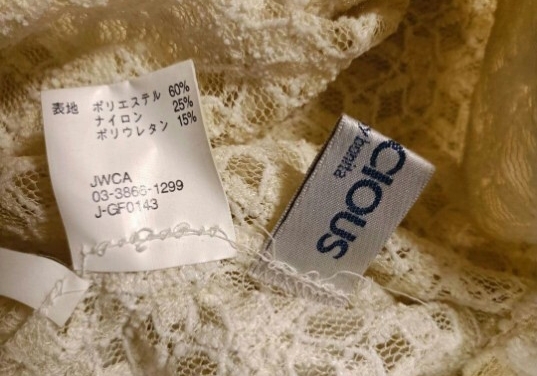 表地 ポリエステル 60%
ナイロン 25%
ポリウレタン 15%
JWCA
03-3866-1299
J-GF0143
cious